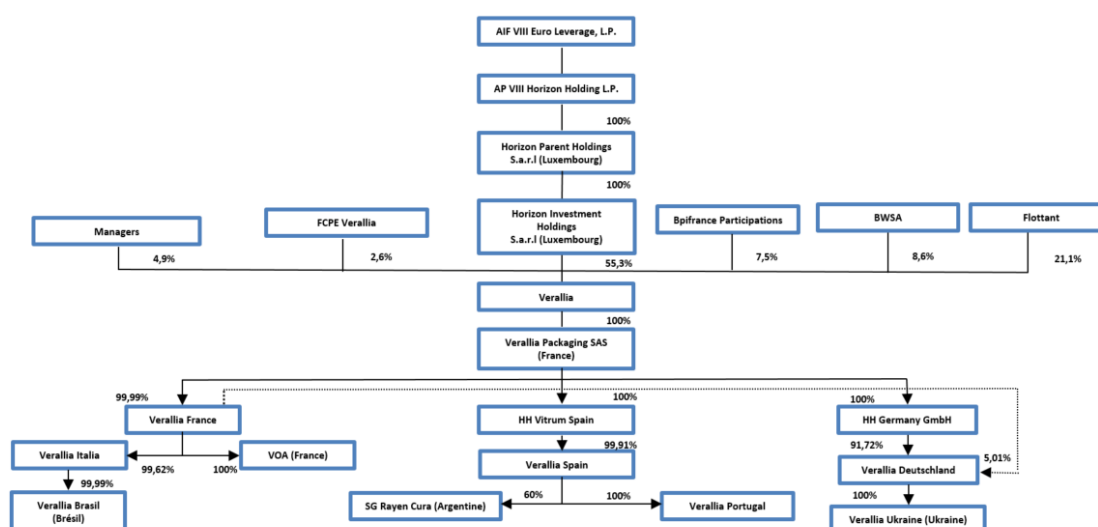 AIF VIII Euro Leverage, L.P.
AP VIII Horizon Holding L.P.
100%
Horizon Parent Holdings
S.a.r.l (Luxembourg)
100%
Managers
FCPE Verallia
Horizon Investment
Holdings
S.a.r.l (Luxembourg)
Bpifrance Participations
BWSA
Flottant
4,9%
2,6%
55,3%
7,5%
8,6%
21,1%
Verallia
100%
Verallia Packaging SAS
(France)
99,99%
100%
100%
Verallia France
HH Vitrum Spain
HH Germany GmbH
99,62%
100%
99,91%
91,72%
5,01%
Verallia Italia
VOA (France)
Verallia Spain
Verallia Deutschland
99,99%
60%
100%
100%
Verallia Brasil
(Brésil)
SG Rayen Cura (Argentine)
Verallia Portugal
Verallia Ukraine (Ukraine)